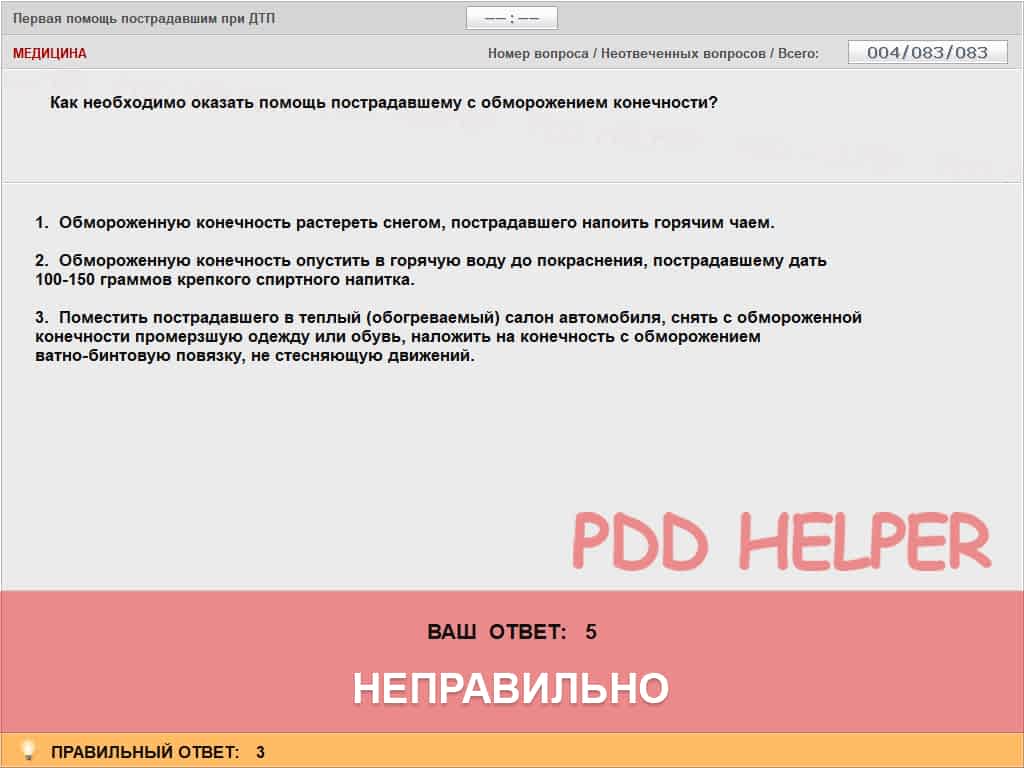 Первая помощь пострадавшим при ДТП
—— : ——
МЕДИЦИНА
Номер вопроса / Неотвеченных вопросов / Всего:
004/083/083
Как необходимо оказать помощь пострадавшему с обморожением конечности?
1. Обмороженную конечность растереть снегом, пострадавшего напоить горячим чаем.
2. Обмороженную конечность опустить в горячую воду до покраснения, пострадавшему дать
100-150 граммов крепкого спиртного напитка.
3. Поместить пострадавшего в теплый (обогреваемый) салон автомобиля, снять с обмороженной
конечности промерзшую одежду или обувь, наложить на конечность с обморожением
ватно-бинтовую повязку, не стесняющую движений.
PDD HELPER
ВАШ ОТВЕТ: 5
НЕПРАВИЛЬНО
ПРАВИЛЬНЫЙ ОТВЕТ: 3